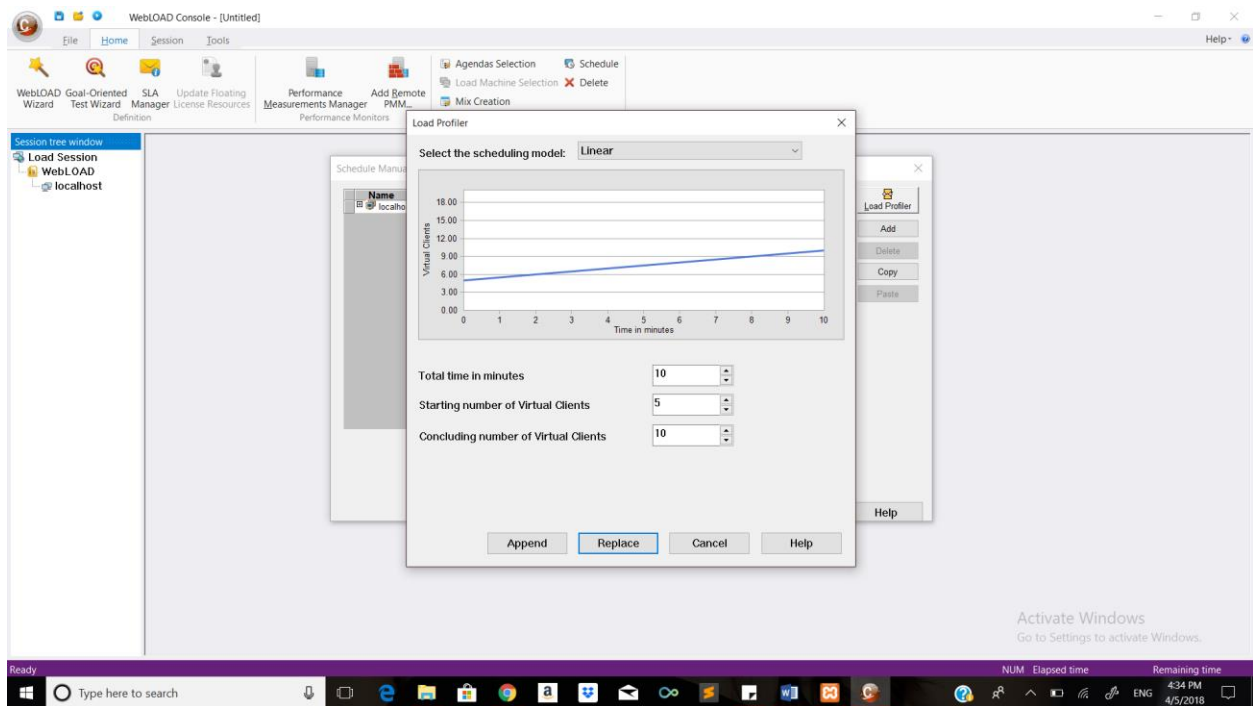 WebLOAD Console - [Untitled]
File Home Session Tools Help
WebLOAD Wizard
Goal-Oriented Test Wizard
SLA Manager
Update Floating License Resources
Definition
Performance Measurements Manager
Add Remote PMM...
Performance Monitors
Agendas Selection
Load Machine Selection
Mix Creation
Schedule
Delete
Session tree window
Load Session
WebLOAD
localhost
Schedule Manua
Name
localho
Load Profiler
Add
Delete
Copy
Paste
Help
Load Profiler
Select the scheduling model: Linear
Virtual Clients
18.00
15.00
12.00
9.00
6.00
3.00
0.00
0 1 2 3 4 5 6 7 8 9 10
Time in minutes
Total time in minutes 10
Starting number of Virtual Clients 5
Concluding number of Virtual Clients 10
Append Replace Cancel Help
Activate Windows
Go to Settings to activate Windows.
Ready NUM Elapsed time Remaining time
Type here to search
ENG
4:34 PM
4/5/2018